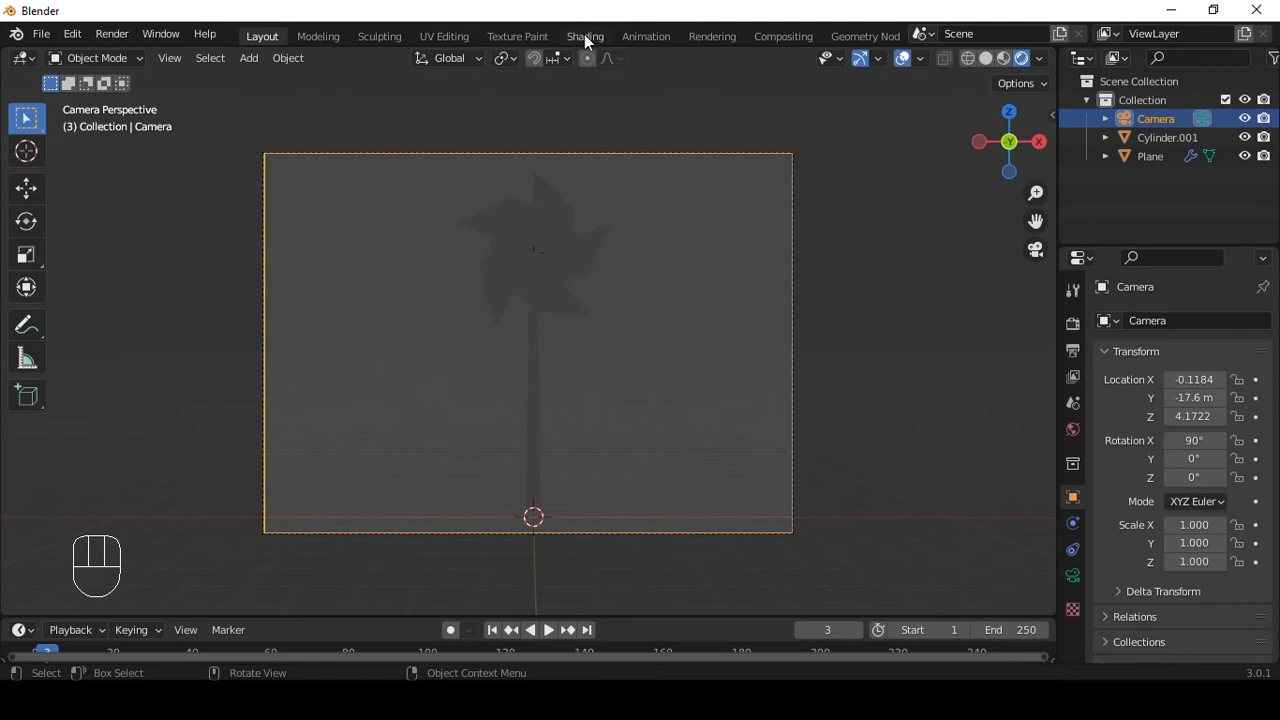 Blender
File Edit Render Window Help Layout Modeling Sculpting UV Editing Texture Paint Shading Animation Rendering Compositing Geometry Nod Scene ViewLayer
Object Mode View Select Add Object Global
Options
Camera Perspective
(3) Collection | Camera
Z
X
-Y
Scene Collection
Collection
Camera
Cylinder.001
Plane
Camera
Camera
Transform
Location X -0.1184
Y -17.6 m
Z 4.1722
Rotation X 90°
Y 0°
Z 0°
Mode XYZ Euler
Scale X 1.000
Y 1.000
Z 1.000
Delta Transform
Relations
Collections
Playback Keying View Marker 3 Start 1 End 250
3 20 40 60 80 100 120 140 160 180 200 220 240
Select Box Select Rotate View Object Context Menu 3.0.1